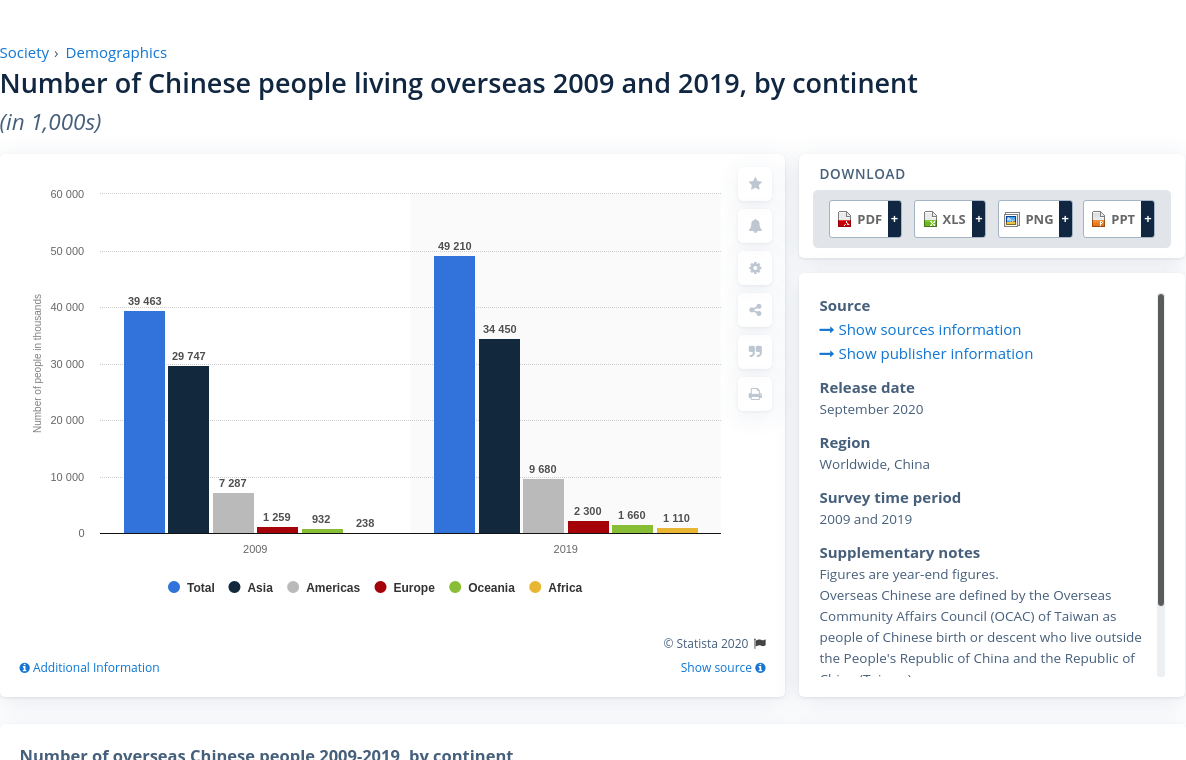 Society › Demographics
Number of Chinese people living overseas 2009 and 2019, by continent
(in 1,000s)
60 000
50 000
40 000
30 000
20 000
10 000
0
Number of people in thousands
39 463
29 747
7 287
1 259
932
238
49 210
34 450
9 680
2 300
1 660
1 110
2009
2019
Total
Asia
Americas
Europe
Oceania
Africa
© Statista 2020
Additional Information
Show source
DOWNLOAD
PDF +
XLS +
PNG +
PPT +
Source
Show sources information
Show publisher information
Release date
September 2020
Region
Worldwide, China
Survey time period
2009 and 2019
Supplementary notes
Figures are year-end figures.
Overseas Chinese are defined by the Overseas
Community Affairs Council (OCAC) of Taiwan as
people of Chinese birth or descent who live outside
the People's Republic of China and the Republic of
China (Taiwan)
Number of overseas Chinese people 2009-2019, by continent